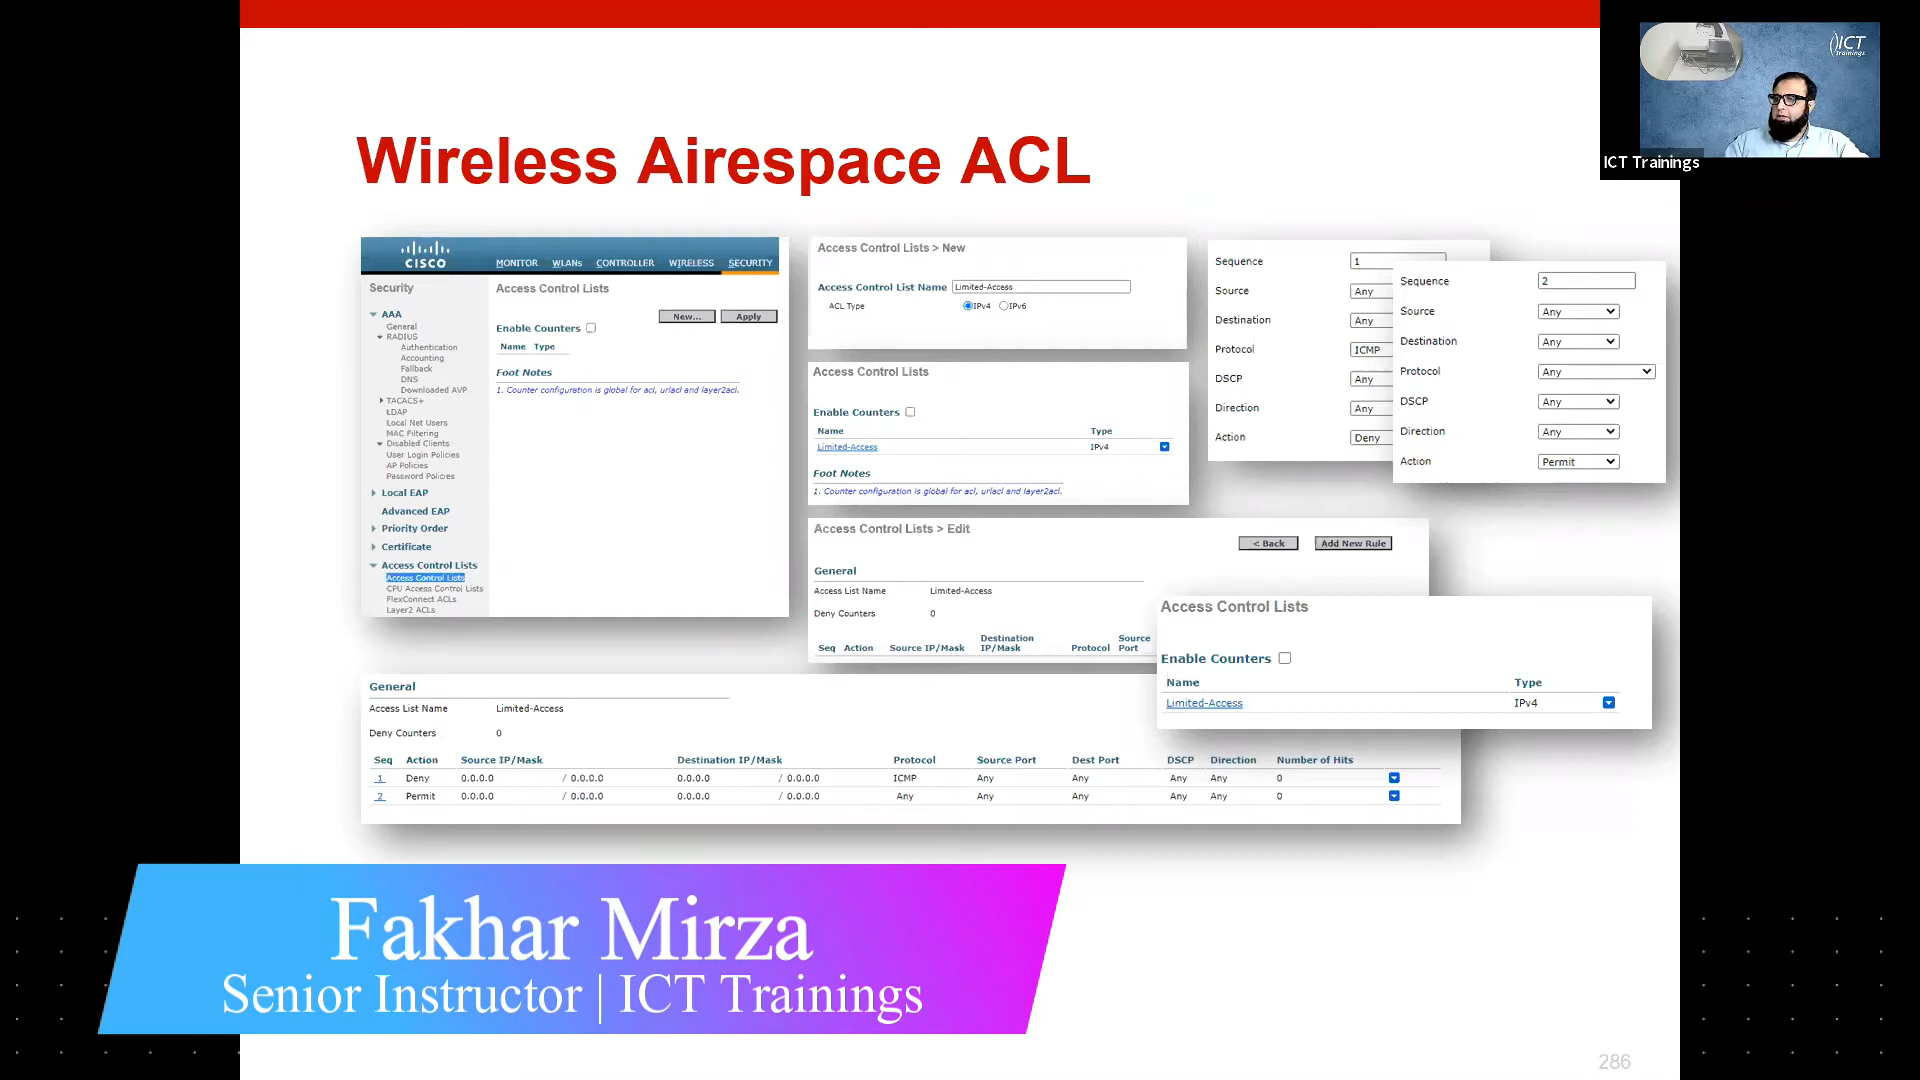 ICT
trainings
ICT Trainings
Wireless Airespace ACL
CISCO
MONITOR WLANs CONTROLLER WIRELESS SECURITY
Security
AAA
General
RADIUS
Authentication
Accounting
Fallback
DNS
Downloaded AVP
TACACS+
LDAP
Local Net Users
MAC Filtering
Disabled Clients
User Login Policies
AP Policies
Password Policies
Local EAP
Advanced EAP
Priority Order
Certificate
Access Control Lists
Access Control Lists
CPU Access Control Lists
FlexConnect ACLs
Layer2 ACLs
Access Control Lists
New... Apply
Enable Counters
Name Type
Foot Notes
1. Counter configuration is global for acl, urlacl and layer2acl.
Access Control Lists > New
Access Control List Name Limited-Access
ACL Type IPv4 IPv6
Access Control Lists
Enable Counters
Name Type
Limited-Access IPv4
Foot Notes
1. Counter configuration is global for acl, urlacl and layer2acl.
Sequence 1
Source Any
Destination Any
Protocol ICMP
DSCP Any
Direction Any
Action Deny
Sequence 2
Source Any
Destination Any
Protocol Any
DSCP Any
Direction Any
Action Permit
Access Control Lists > Edit
< Back Add New Rule
General
Access List Name Limited-Access
Deny Counters 0
Seq Action Source IP/Mask Destination IP/Mask Protocol Source Port
Access Control Lists
Enable Counters
Name Type
Limited-Access IPv4
General
Access List Name Limited-Access
Deny Counters 0
Seq Action Source IP/Mask Destination IP/Mask Protocol Source Port Dest Port DSCP Direction Number of Hits
1 Deny 0.0.0.0 / 0.0.0.0 0.0.0.0 / 0.0.0.0 ICMP Any Any Any Any 0
2 Permit 0.0.0.0 / 0.0.0.0 0.0.0.0 / 0.0.0.0 Any Any Any Any Any 0
Fakhar Mirza
Senior Instructor | ICT Trainings
286